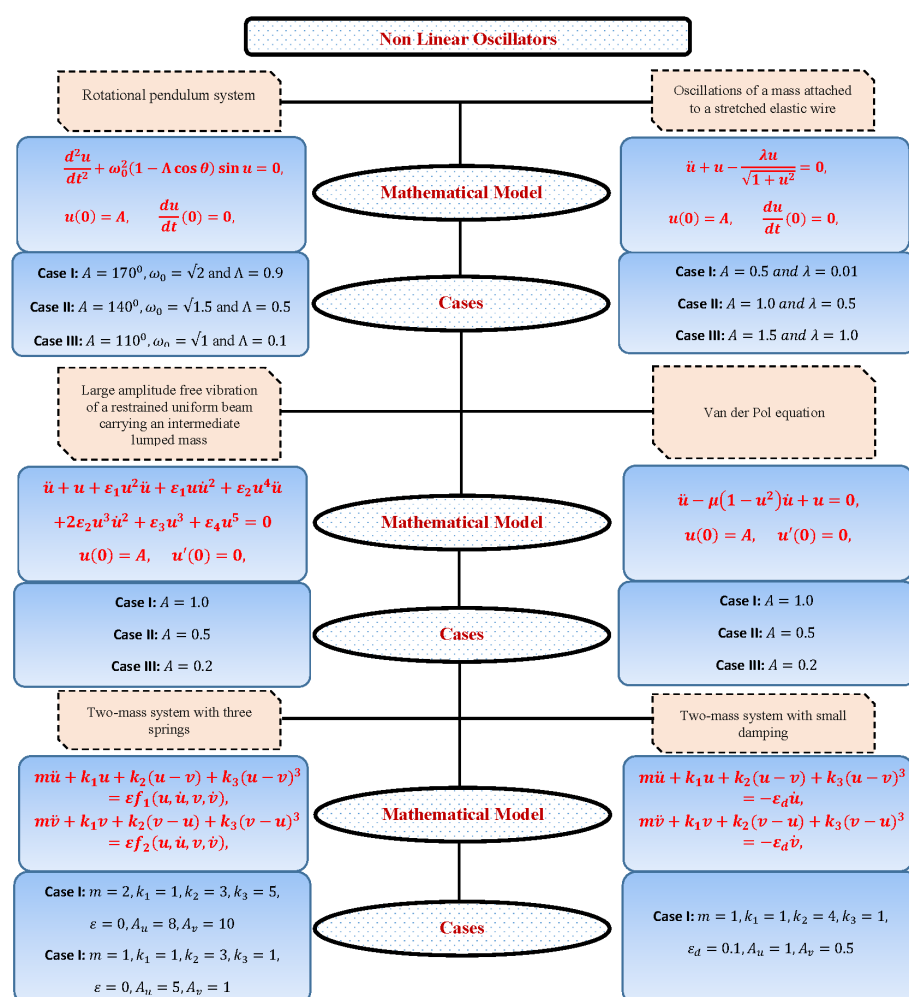 Non Linear Oscillators
Rotational pendulum system
Oscillations of a mass attached
to a stretched elastic wire
d²u/dt² + ω₀²(1 − Λ cos θ) sin u = 0,
u(0) = A, du/dt(0) = 0,
Mathematical Model
ü + u − λu/√(1 + u²) = 0,
u(0) = A, du/dt(0) = 0,
Case I: A = 170⁰, ω₀ = √2 and Λ = 0.9
Case II: A = 140⁰, ω₀ = √1.5 and Λ = 0.5
Case III: A = 110⁰, ω₀ = √1 and Λ = 0.1
Cases
Case I: A = 0.5 and λ = 0.01
Case II: A = 1.0 and λ = 0.5
Case III: A = 1.5 and λ = 1.0
Large amplitude free vibration
of a restrained uniform beam
carrying an intermediate
lumped mass
Van der Pol equation
ü + u + ε₁u²ü + ε₁uu̇² + ε₂u⁴ü
+2ε₂u³u̇² + ε₃u³ + ε₄u⁵ = 0
u(0) = A, u′(0) = 0,
Mathematical Model
ü − μ(1 − u²)u̇ + u = 0,
u(0) = A, u′(0) = 0,
Case I: A = 1.0
Case II: A = 0.5
Case III: A = 0.2
Cases
Case I: A = 1.0
Case II: A = 0.5
Case III: A = 0.2
Two-mass system with three
springs
Two-mass system with small
damping
mü + k₁u + k₂(u − v) + k₃(u − v)³
= εf₁(u, u̇, v, v̇),
mv̈ + k₁v + k₂(v − u) + k₃(v − u)³
= εf₂(u, u̇, v, v̇),
Mathematical Model
mü + k₁u + k₂(u − v) + k₃(u − v)³
= −ε_d u̇,
mv̈ + k₁v + k₂(v − u) + k₃(v − u)³
= −ε_d v̇,
Case I: m = 2, k₁ = 1, k₂ = 3, k₃ = 5,
ε = 0, A_u = 8, A_v = 10
Case I: m = 1, k₁ = 1, k₂ = 3, k₃ = 1,
ε = 0, A_u = 5, A_v = 1
Cases
Case I: m = 1, k₁ = 1, k₂ = 4, k₃ = 1,
ε_d = 0.1, A_u = 1, A_v = 0.5